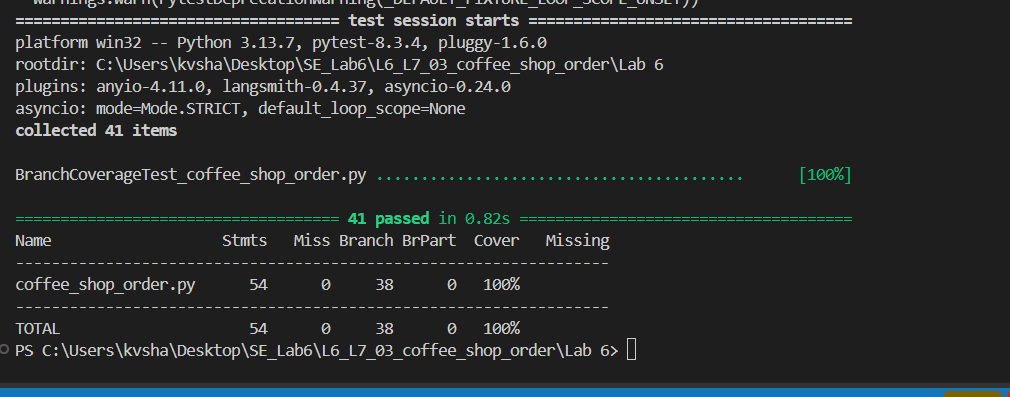 warnings.warn(PytestDeprecationWarning(_DEFAULT_FIXTURE_LOOP_SCOPE_UNSET))
==================================== test session starts ====================================
platform win32 -- Python 3.13.7, pytest-8.3.4, pluggy-1.6.0
rootdir: C:\Users\kvsha\Desktop\SE_Lab6\L6_L7_03_coffee_shop_order\Lab 6
plugins: anyio-4.11.0, langsmith-0.4.37, asyncio-0.24.0
asyncio: mode=Mode.STRICT, default_loop_scope=None
collected 41 items
BranchCoverageTest_coffee_shop_order.py ......................................... [100%]
==================================== 41 passed in 0.82s =====================================
Name Stmts Miss Branch BrPart Cover Missing
------------------------------------------------------------------
coffee_shop_order.py 54 0 38 0 100%
------------------------------------------------------------------
TOTAL 54 0 38 0 100%
PS C:\Users\kvsha\Desktop\SE_Lab6\L6_L7_03_coffee_shop_order\Lab 6>